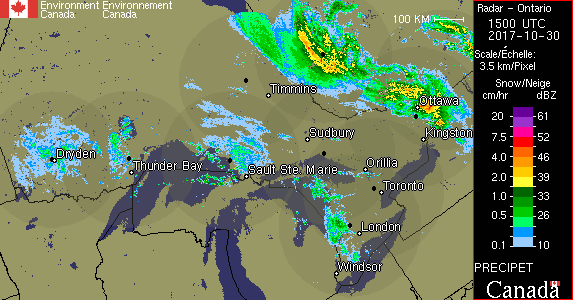 Environment Environnement
Canada Canada
100 KM
Timmins
Ottawa
Sudbury
Kingston
Dryden
Thunder Bay
Sault Ste. Marie
Orillia
Toronto
London
Windsor
Radar - Ontario
1500 UTC
2017-10-30
Scale/Échelle:
3.5 km/Pixel
Snow/Neige
cm/hr dBZ
20 61
7.5 52
4.0 46
2.0 39
1.0 33
0.5 26
0.1 10
PRECIPET
Canada